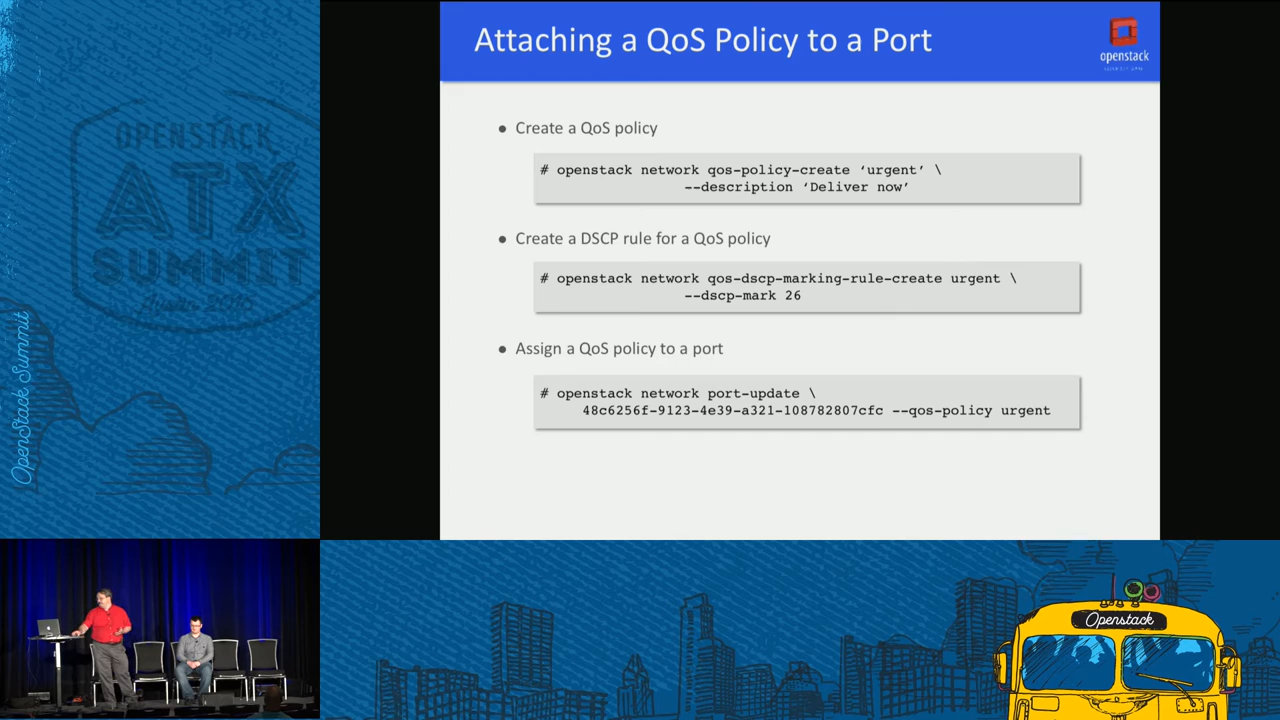 Attaching a QoS Policy to a Port
openstack
● Create a QoS policy
# openstack network qos-policy-create ‘urgent’ \
--description ‘Deliver now’
● Create a DSCP rule for a QoS policy
# openstack network qos-dscp-marking-rule-create urgent \
--dscp-mark 26
● Assign a QoS policy to a port
# openstack network port-update \
48c6256f-9123-4e39-a321-108782807cfc --qos-policy urgent
OPENSTACK
ATX
SUMMIT
OpenStack Summit
Openstack